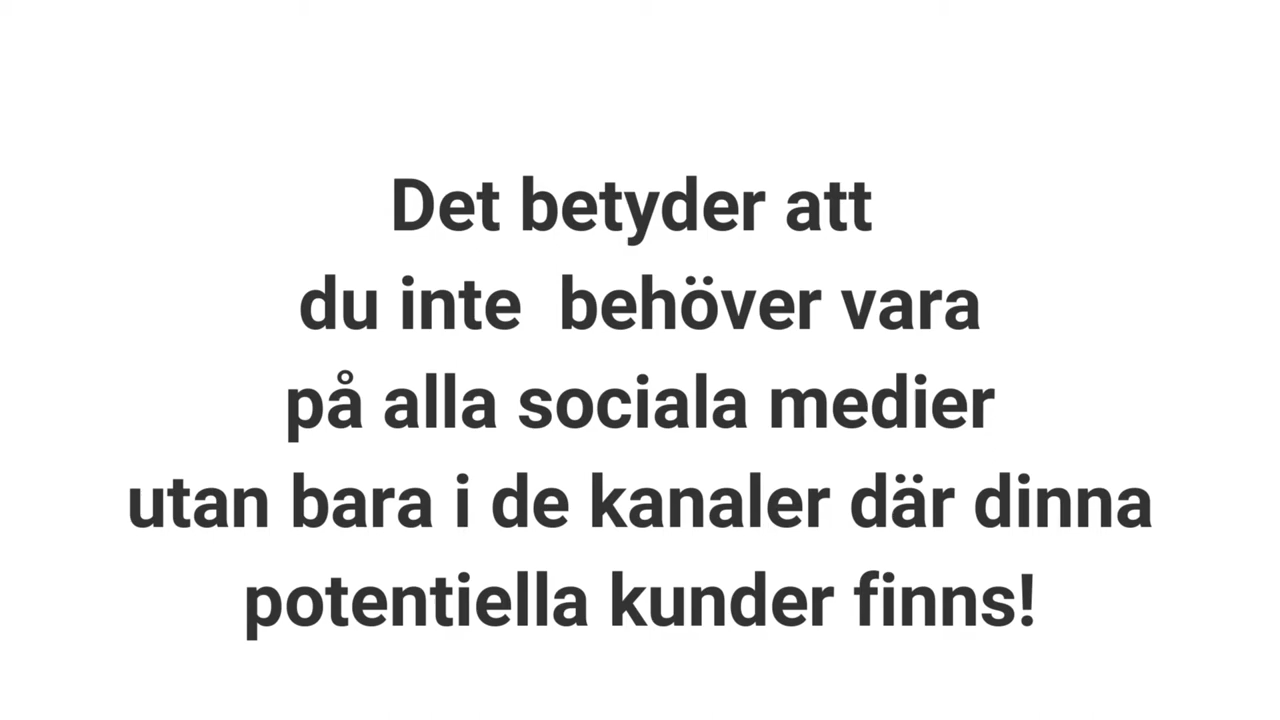 Det betyder att
du inte  behöver vara
på alla sociala medier
utan bara i de kanaler där dinna
potentiella kunder finns!